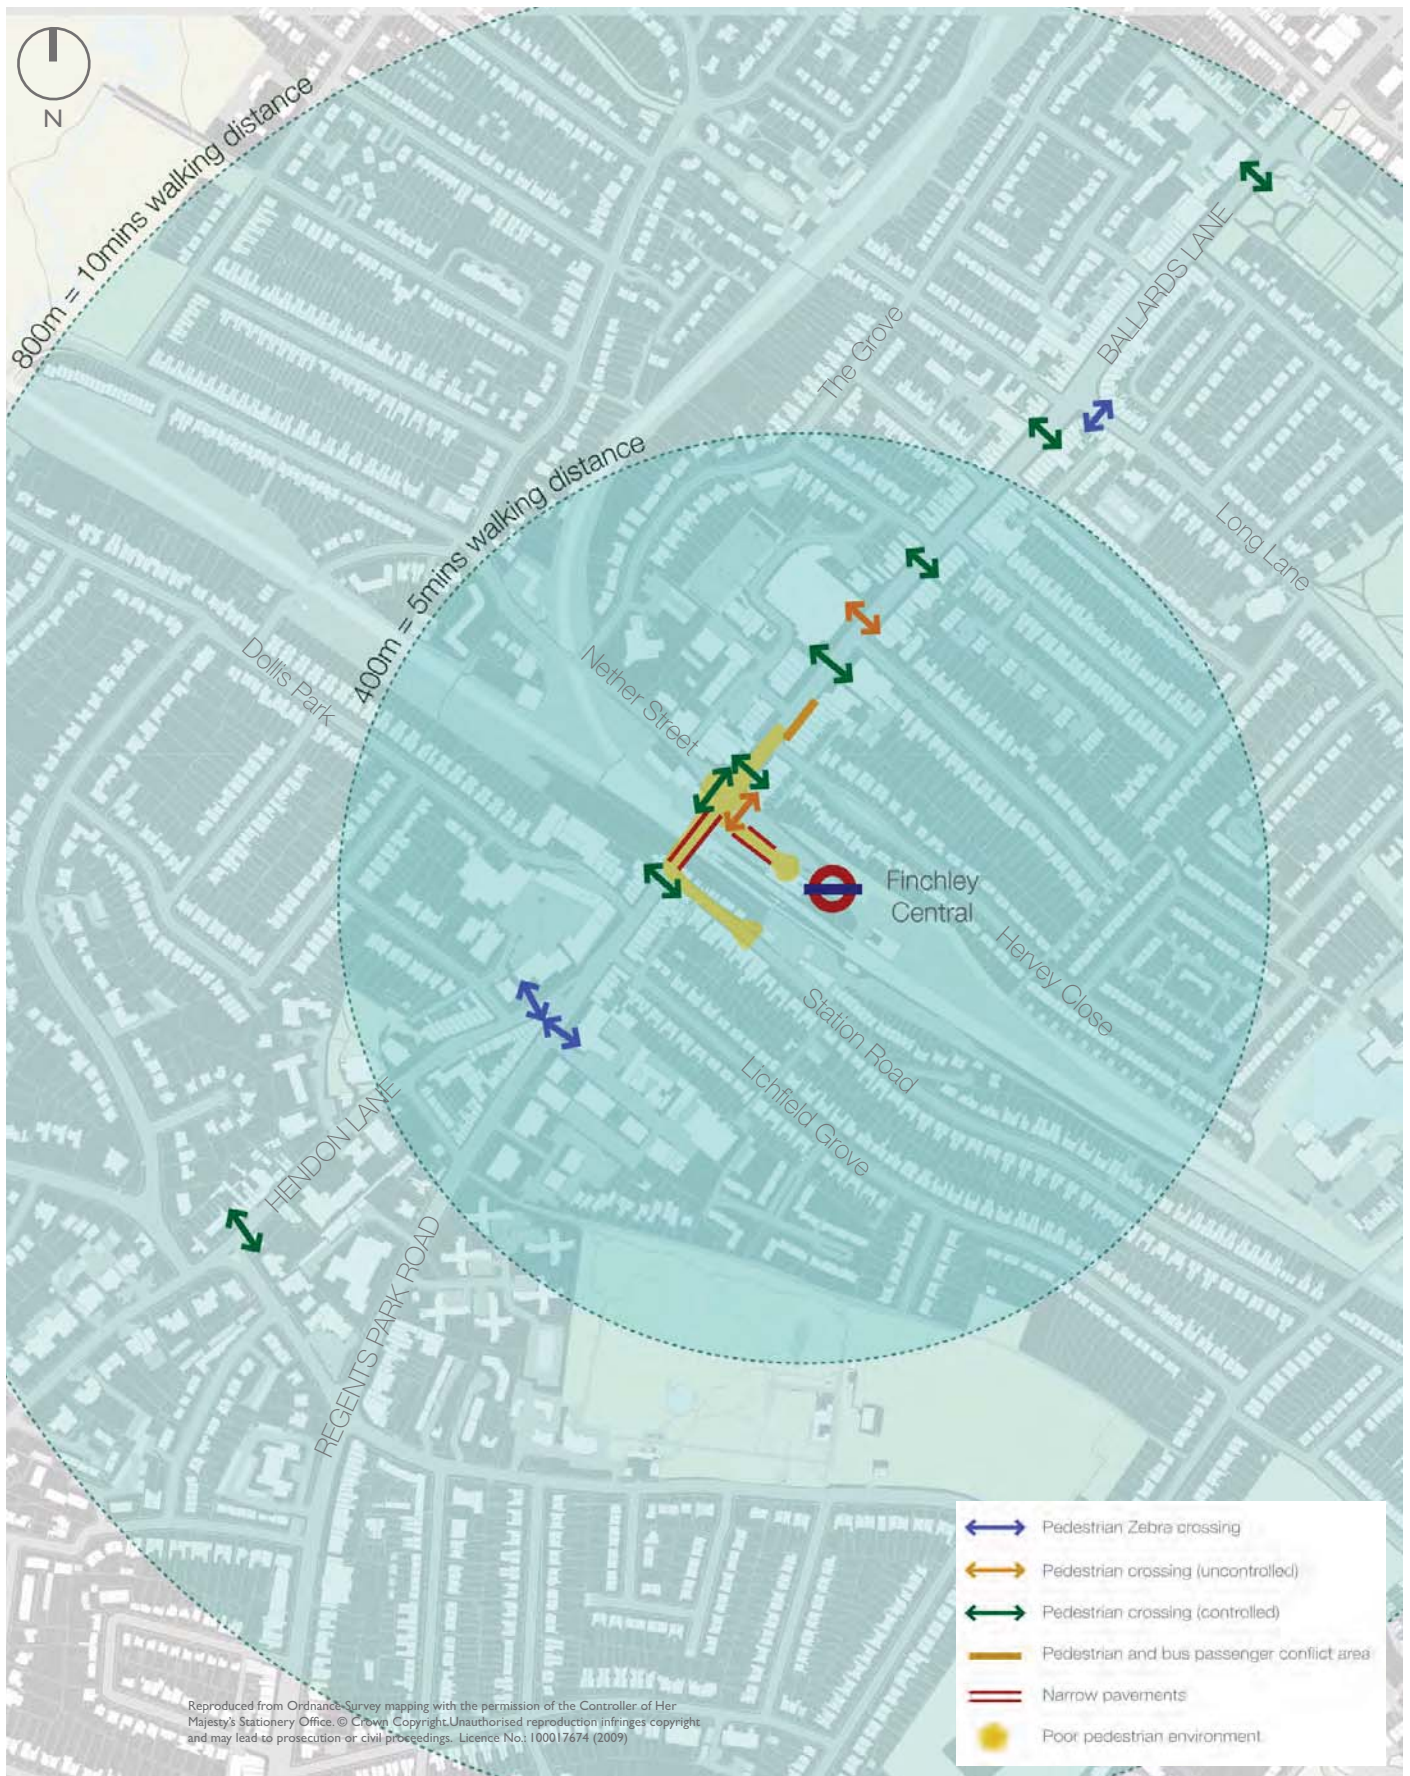 N
800m = 10mins walking distance
BALLARDS LANE
The Grove
400m = 5mins walking distance
Long Lane
Dollis Park
Nether Street
Finchley
Central
Hervey Close
Station Road
Lichfield Grove
HENDON LANE
REGENTS PARK ROAD
Pedestrian Zebra crossing
Pedestrian crossing (uncontrolled)
Pedestrian crossing (controlled)
Pedestrian and bus passenger conflict area
Narrow pavements
Poor pedestrian environment
Reproduced from Ordnance Survey mapping with the permission of the Controller of Her
Majesty's Stationery Office. © Crown Copyright.Unauthorised reproduction infringes copyright
and may lead to prosecution or civil proceedings. Licence No.: 100017674 (2009)